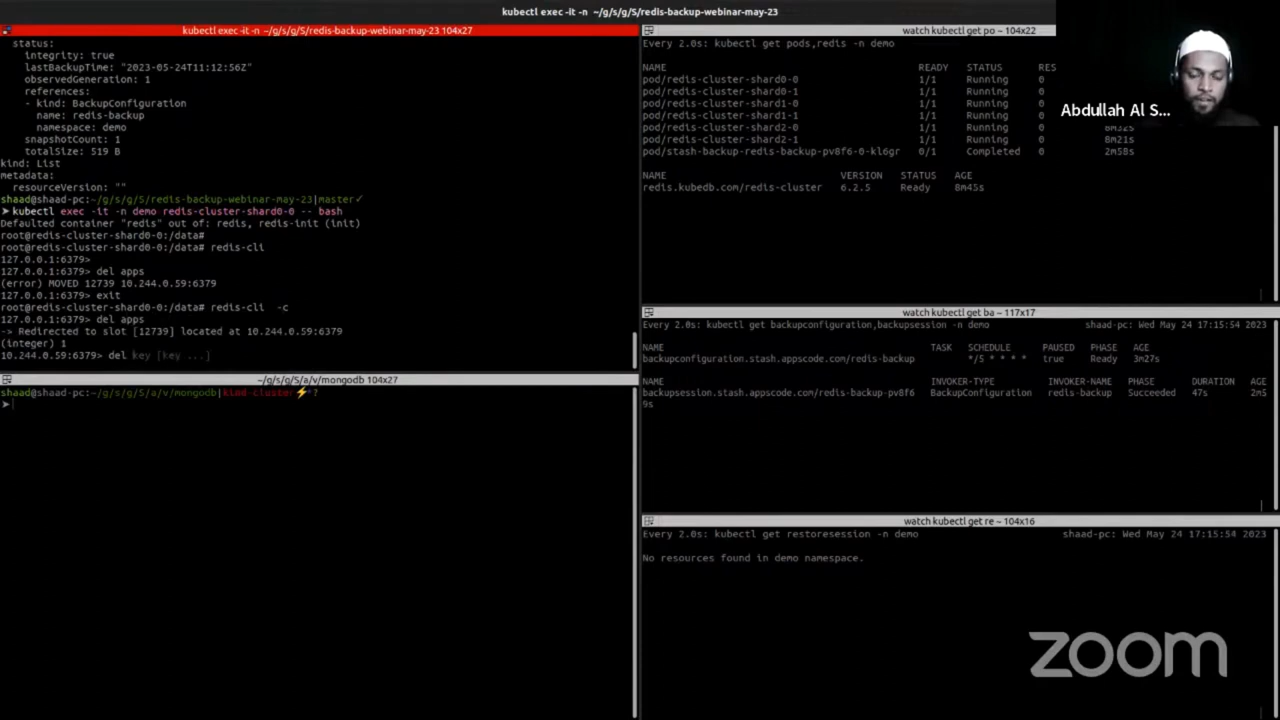 kubectl exec -it -n ~/g/s/g/S/redis-backup-webinar-may-23
kubectl exec -it -n ~/g/s/g/S/redis-backup-webinar-may-23 104x27
status:
integrity: true
lastBackupTime: "2023-05-24T11:12:56Z"
observedGeneration: 1
references:
- kind: BackupConfiguration
name: redis-backup
namespace: demo
snapshotCount: 1
totalSize: 519 B
kind: List
metadata:
resourceVersion: ""
shaad@shaad-pc:~/g/s/g/S/redis-backup-webinar-may-23|master✓
➤ kubectl exec -it -n demo redis-cluster-shard0-0 -- bash
Defaulted container "redis" out of: redis, redis-init (init)
root@redis-cluster-shard0-0:/data#
root@redis-cluster-shard0-0:/data# redis-cli
127.0.0.1:6379>
127.0.0.1:6379> del apps
(error) MOVED 12739 10.244.0.59:6379
127.0.0.1:6379> exit
root@redis-cluster-shard0-0:/data# redis-cli  -c
127.0.0.1:6379> del apps
-> Redirected to slot [12739] located at 10.244.0.59:6379
(integer) 1
10.244.0.59:6379> del key [key ...]
~/g/s/g/S/a/v/mongodb 104x27
shaad@shaad-pc:~/g/s/g/S/a/v/mongodb|kind-cluster⚡*?
➤
watch kubectl get po ~ 104x22
Every 2.0s: kubectl get pods,redis -n demo
NAME READY STATUS RES
pod/redis-cluster-shard0-0 1/1 Running 0
pod/redis-cluster-shard0-1 1/1 Running 0
pod/redis-cluster-shard1-0 1/1 Running 0
pod/redis-cluster-shard1-1 1/1 Running 0
pod/redis-cluster-shard2-0 1/1 Running 0 8m32s
pod/redis-cluster-shard2-1 1/1 Running 0 8m21s
pod/stash-backup-redis-backup-pv8f6-0-kl6gr 0/1 Completed 0 2m58s
NAME VERSION STATUS AGE
redis.kubedb.com/redis-cluster 6.2.5 Ready 8m45s
Abdullah Al S...
watch kubectl get ba ~ 117x17
Every 2.0s: kubectl get backupconfiguration,backupsession -n demo shaad-pc: Wed May 24 17:15:54 2023
NAME TASK SCHEDULE PAUSED PHASE AGE
backupconfiguration.stash.appscode.com/redis-backup */5 * * * * true Ready 3m27s
NAME INVOKER-TYPE INVOKER-NAME PHASE DURATION AGE
backupsession.stash.appscode.com/redis-backup-pv8f6 BackupConfiguration redis-backup Succeeded 47s 2m5
9s
watch kubectl get re ~ 104x16
Every 2.0s: kubectl get restoresession -n demo shaad-pc: Wed May 24 17:15:54 2023
No resources found in demo namespace.
zoom